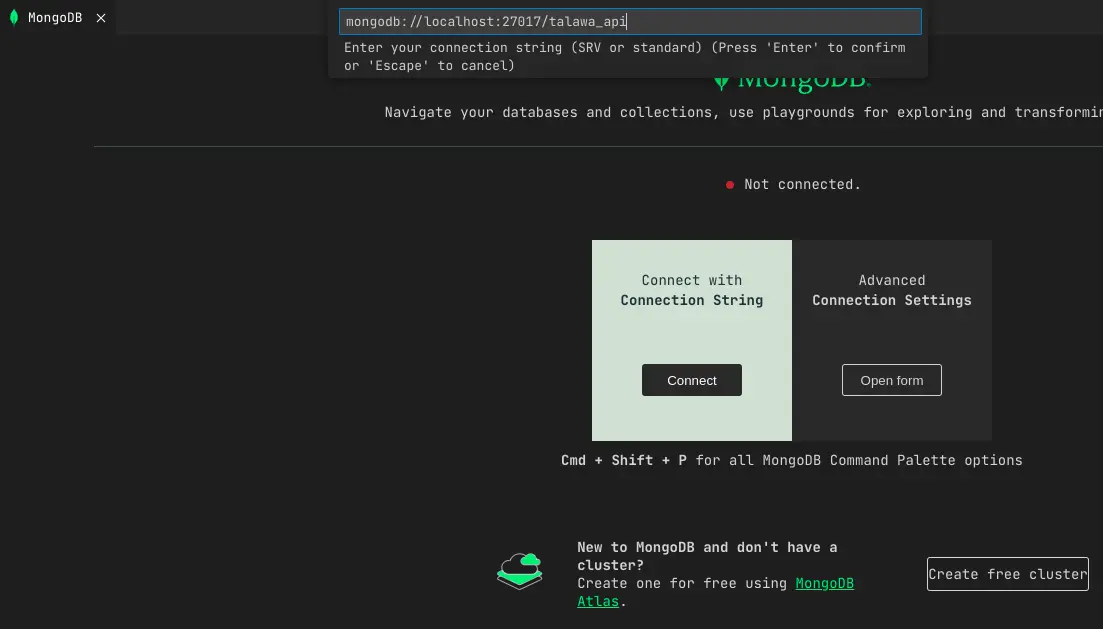 MongoDB
mongodb://localhost:27017/talawa_api
Enter your connection string (SRV or standard) (Press 'Enter' to confirm
or 'Escape' to cancel)
MongoDB
Navigate your databases and collections, use playgrounds for exploring and transformin
Not connected.
Connect with
Connection String
Connect
Advanced
Connection Settings
Open form
Cmd + Shift + P for all MongoDB Command Palette options
New to MongoDB and don't have a
cluster?
Create one for free using MongoDB
Atlas.
Create free cluster